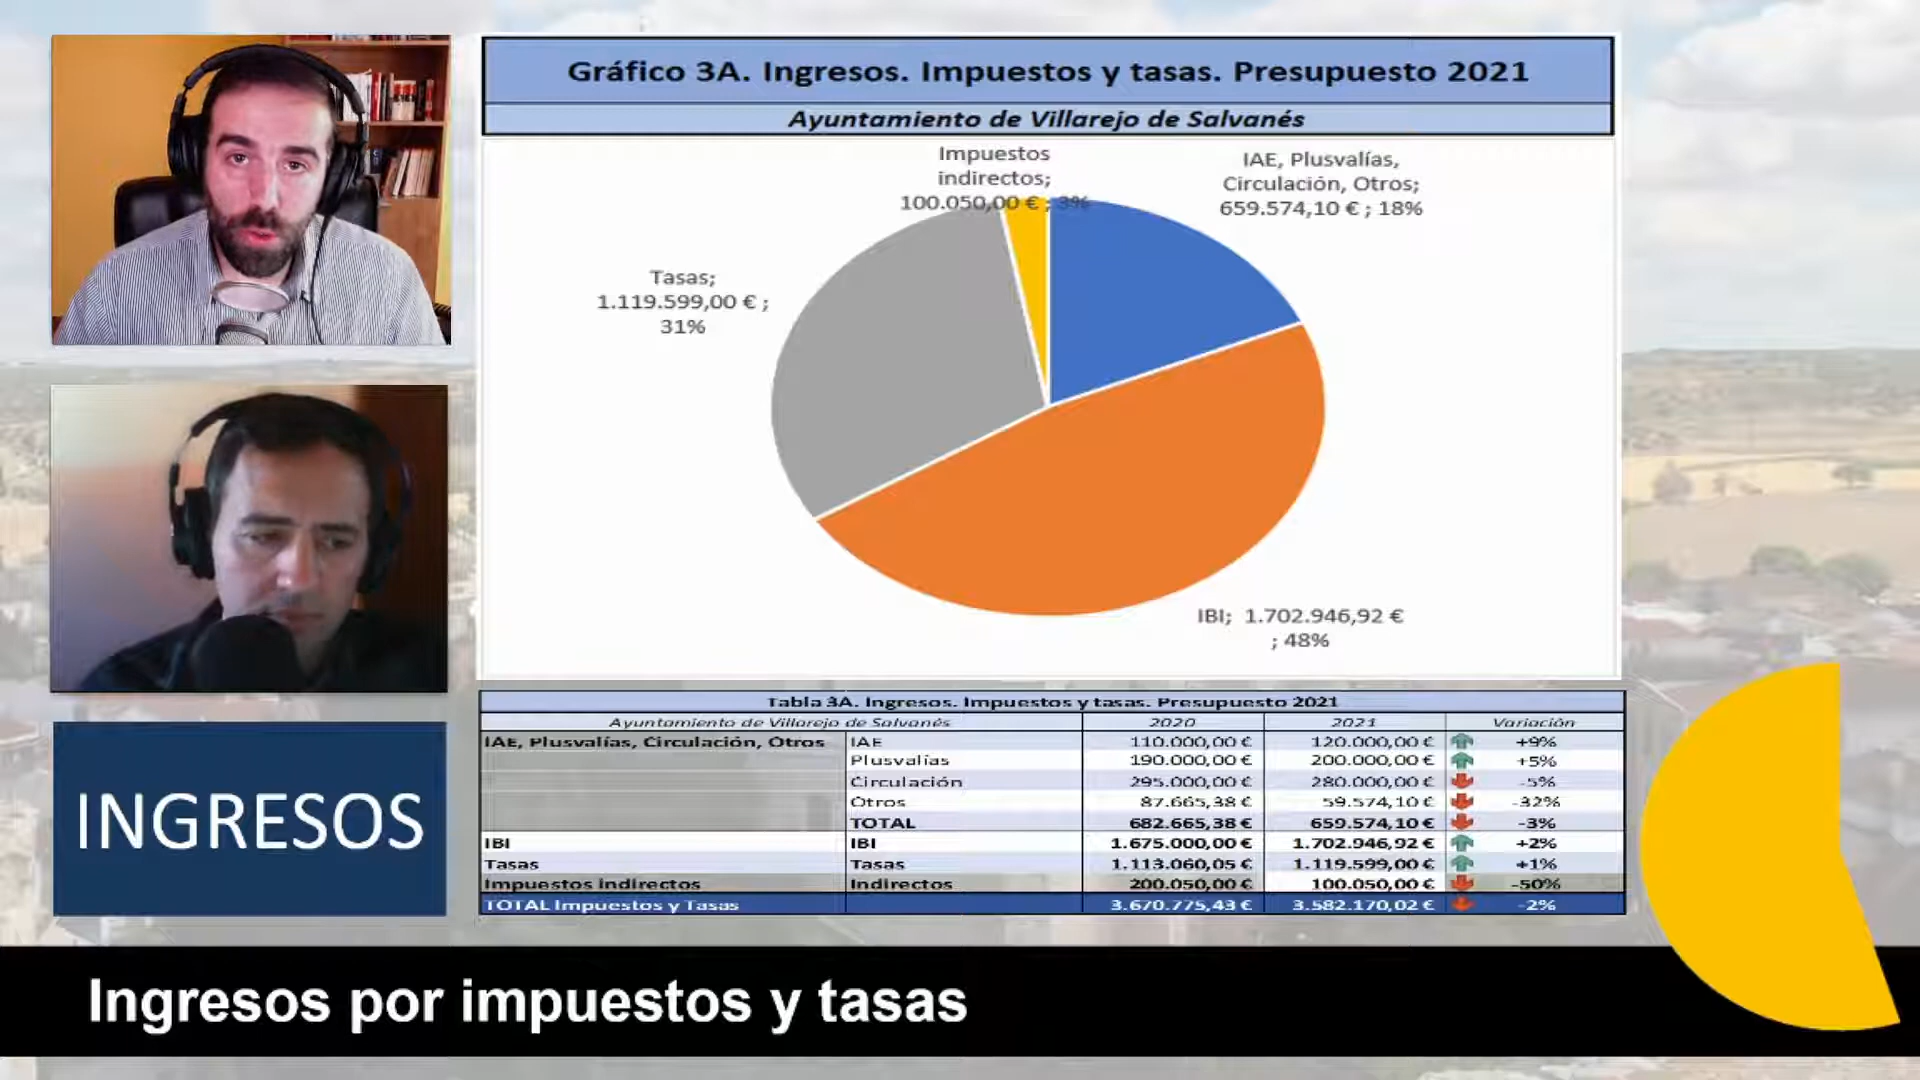 Gráfico 3A. Ingresos. Impuestos y tasas. Presupuesto 2021
Ayuntamiento de Villarejo de Salvanés
Impuestos
indirectos;
100.050,00 € ; 3%
IAE, Plusvalías,
Circulación, Otros;
659.574,10 € ; 18%
Tasas;
1.119.599,00 € ;
31%
IBI; 1.702.946,92 €
; 48%
Tabla 3A. Ingresos. Impuestos y tasas. Presupuesto 2021
Ayuntamiento de Villarejo de Salvanés 2020 2021 Variación
IAE, Plusvalías, Circulación, Otros IAE 110.000,00 € 120.000,00 € +9%
Plusvalías 190.000,00 € 200.000,00 € +5%
Circulación 295.000,00 € 280.000,00 € -5%
Otros 87.665,38 € 59.574,10 € -32%
TOTAL 682.665,38 € 659.574,10 € -3%
IBI IBI 1.675.000,00 € 1.702.946,92 € +2%
Tasas Tasas 1.113.060,05 € 1.119.599,00 € +1%
Impuestos indirectos Indirectos 200.050,00 € 100.050,00 € -50%
TOTAL Impuestos y Tasas 3.670.775,43 € 3.582.170,02 € -2%
INGRESOS
Ingresos por impuestos y tasas